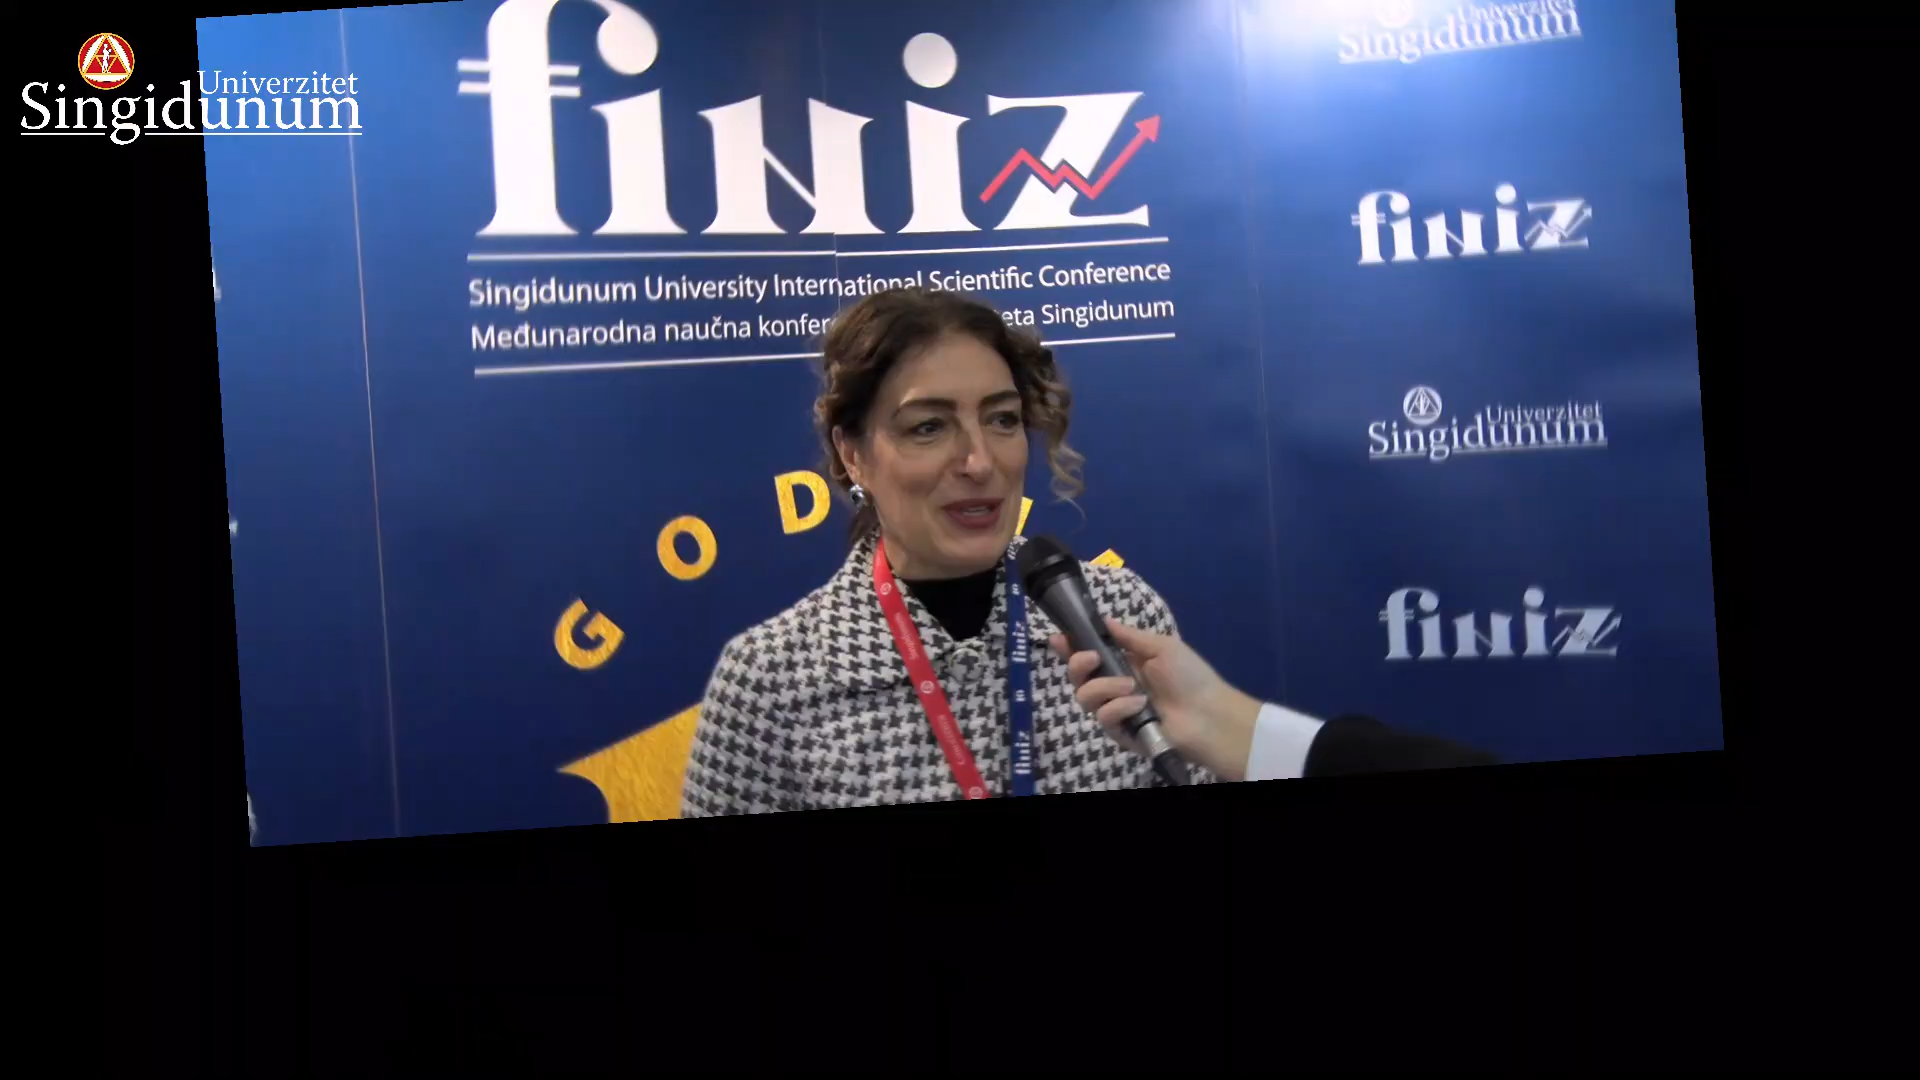 Univerzitet
Singidunum
finiz
Singidunum University International Scientific Conference
Međunarodna naučna konfer eta Singidunum
GOD
Univerzitet
Singidunum
finiz
Univerzitet
Singidunum
finiz
finiz
finiz